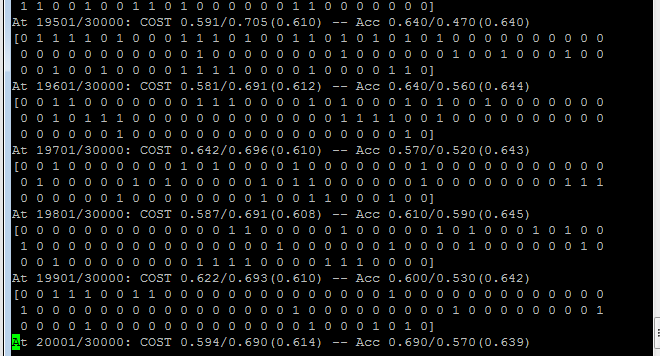 1 1 0 0 1 0 0 1 1 0 1 0 0 0 0 0 0 0 0 1 1 0 0 0 0 0 0 0]
At 19501/30000: COST 0.591/0.705(0.610) -- Acc 0.640/0.470(0.640)
[0 1 1 1 1 0 1 0 0 0 1 1 1 0 1 0 0 1 1 0 1 0 1 0 1 0 1 0 0 0 0 0 0 0 0 0 0
0 0 0 0 0 0 0 0 0 0 0 0 0 0 0 0 0 0 1 0 0 0 0 0 0 0 0 0 0 1 0 0 1 0 0 0 1 0 0
0 0 1 0 0 1 0 0 0 0 1 1 1 1 0 0 0 0 1 0 0 0 0 1 1 0]
At 19601/30000: COST 0.581/0.691(0.612) -- Acc 0.640/0.560(0.644)
[0 0 1 0 0 0 0 0 0 0 0 1 1 1 0 0 0 0 1 0 1 0 0 0 1 0 1 0 0 1 0 0 0 0 0 0 0
0 0 1 0 1 1 1 0 0 0 0 0 0 0 0 0 0 0 0 0 1 1 1 1 0 0 1 0 0 0 0 0 0 0 0 0 0 0
0 0 0 0 0 0 1 0 0 0 0 0 0 0 0 0 0 0 0 0 0 0 0 0 1 0]
At 19701/30000: COST 0.642/0.696(0.610) -- Acc 0.570/0.520(0.643)
[0 0 1 0 0 0 0 0 0 0 1 0 1 0 0 0 1 0 0 0 0 0 0 0 0 1 0 0 0 0 0 0 0 0 0 0 0
0 1 0 0 0 0 0 1 0 1 0 0 0 0 0 1 0 1 1 0 0 0 0 0 0 0 1 0 0 0 0 0 0 0 0 1 1 1
0 0 0 0 0 0 1 0 0 0 0 0 0 0 0 0 1 0 0 1 1 0 0 0 1 0 0]
At 19801/30000: COST 0.587/0.691(0.608) -- Acc 0.610/0.590(0.645)
[0 0 0 0 0 0 0 0 0 0 0 0 0 1 1 0 0 0 0 0 1 0 0 0 0 0 1 0 1 0 0 0 1 0 1 0 0
1 0 0 0 0 0 0 0 0 0 0 0 0 0 0 0 1 0 0 0 0 0 0 1 0 0 0 0 1 0 0 0 0 0 0 1 0
0 0 0 0 0 0 0 0 0 0 0 1 1 1 1 0 0 0 0 1 1 1 0 0 0 0]
At 19901/30000: COST 0.622/0.693(0.610) -- Acc 0.600/0.530(0.642)
[0 0 1 1 1 0 0 1 1 0 0 0 0 0 0 0 0 0 0 0 0 0 0 1 0 0 0 0 0 0 0 0 0 0 0 0 0
1 0 0 0 0 0 0 0 0 0 0 0 0 0 0 0 0 1 0 0 0 0 0 0 0 0 0 1 0 0 0 0 0 0 0 0 1
0 0 0 0 1 0 0 0 0 0 0 0 0 0 0 0 0 0 1 0 0 0 1 0 1 0]
At 20001/30000: COST 0.594/0.690(0.614) -- Acc 0.690/0.570(0.639)